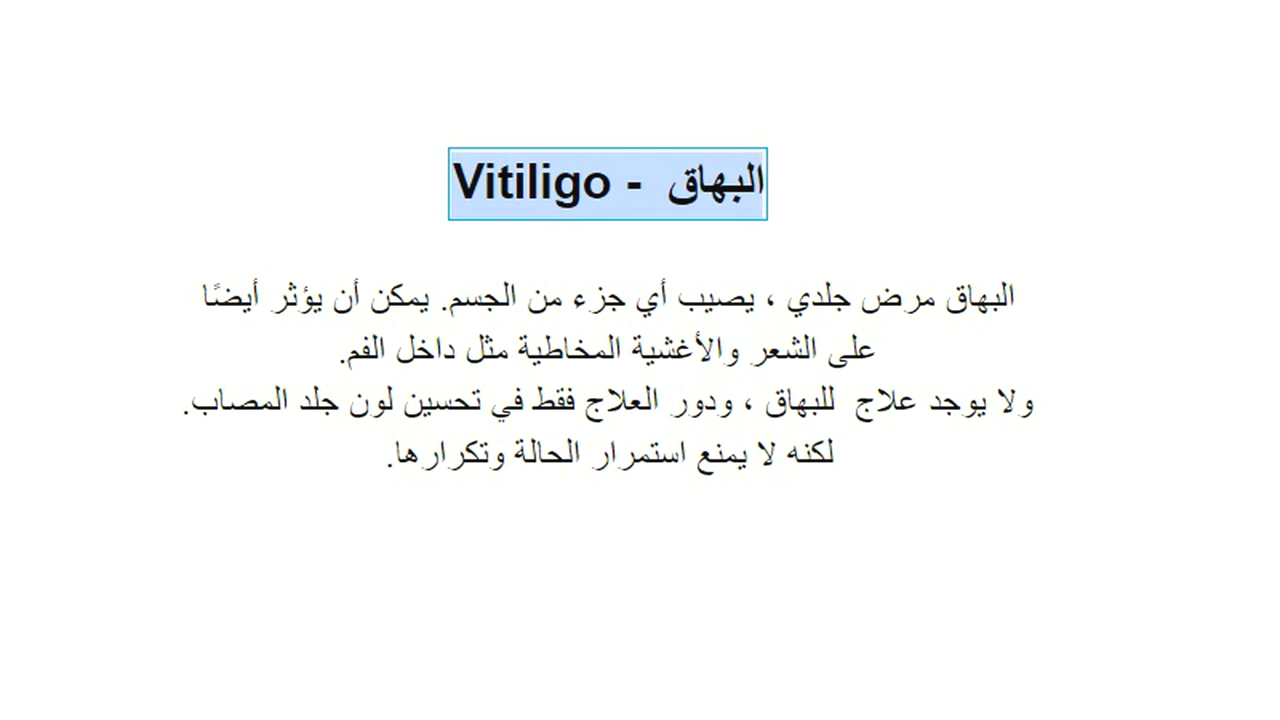 البهاق - Vitiligo
البهاق مرض جلدي ، يصيب أي جزء من الجسم. يمكن أن يؤثر أيضًا
على الشعر والأغشية المخاطية مثل داخل الفم.
ولا يوجد علاج للبهاق ، ودور العلاج فقط في تحسين لون جلد المصاب.
لكنه لا يمنع استمرار الحالة وتكرارها.